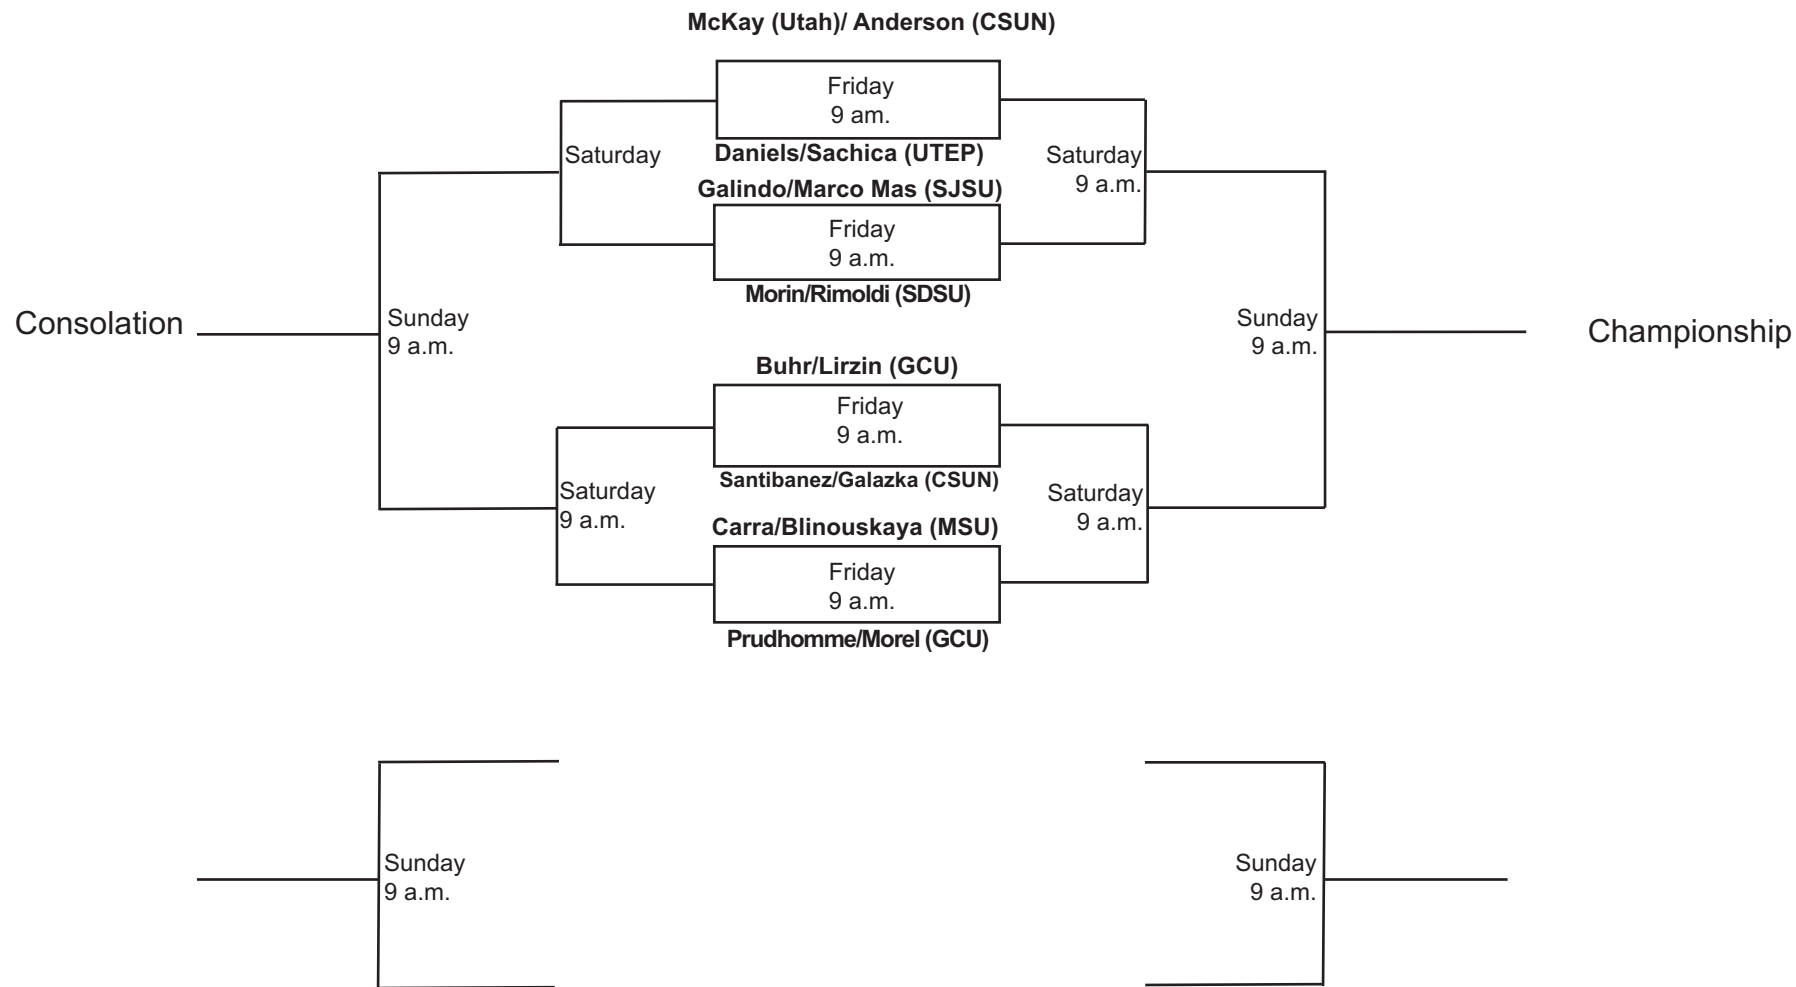 McKay (Utah)/ Anderson (CSUN)
Friday
9 am.
Saturday
Daniels/Sachica (UTEP)
Saturday
9 a.m.
Galindo/Marco Mas (SJSU)
Friday
9 a.m.
Morin/Rimoldi (SDSU)
Consolation
Sunday
9 a.m.
Sunday
9 a.m.
Championship
Buhr/Lirzin (GCU)
Friday
9 a.m.
Santibanez/Galazka (CSUN)
Saturday
9 a.m.
Saturday
9 a.m.
Carra/Blinouskaya (MSU)
Friday
9 a.m.
Prudhomme/Morel (GCU)
Sunday
9 a.m.
Sunday
9 a.m.